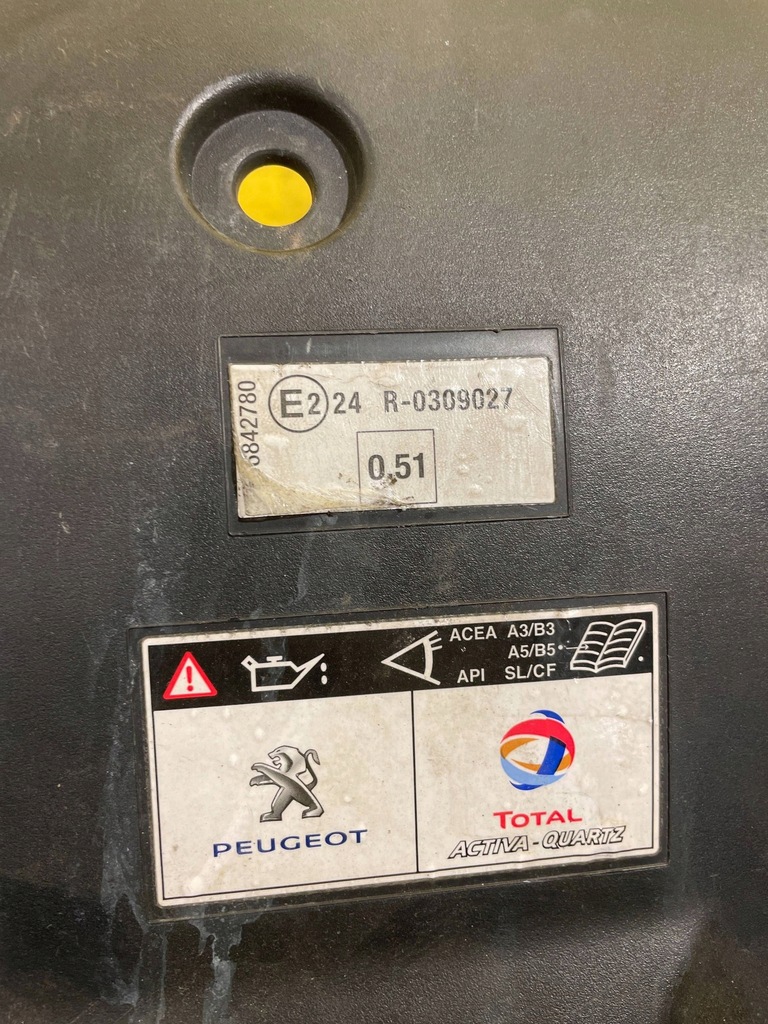 6842780
E2 24 R-0309027
0,51
ACEA A3/B3
A5/B5
API SL/CF
PEUGEOT
TOTAL
ACTIVA-QUARTZ